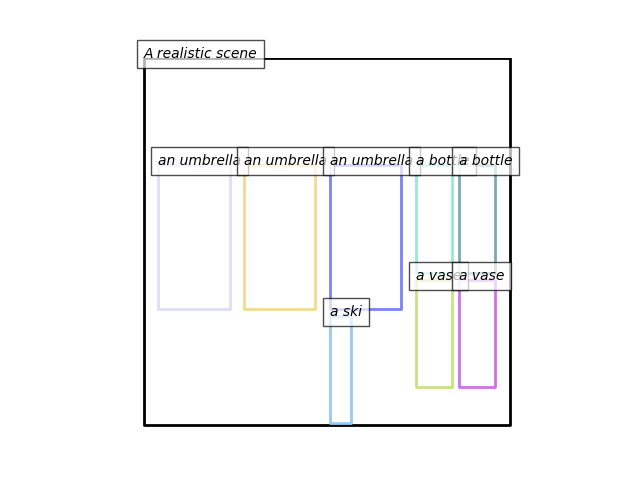 A realistic scene
an umbrella
an umbrella
an umbrella
a bottle
a bottle
a vase
a vase
a ski